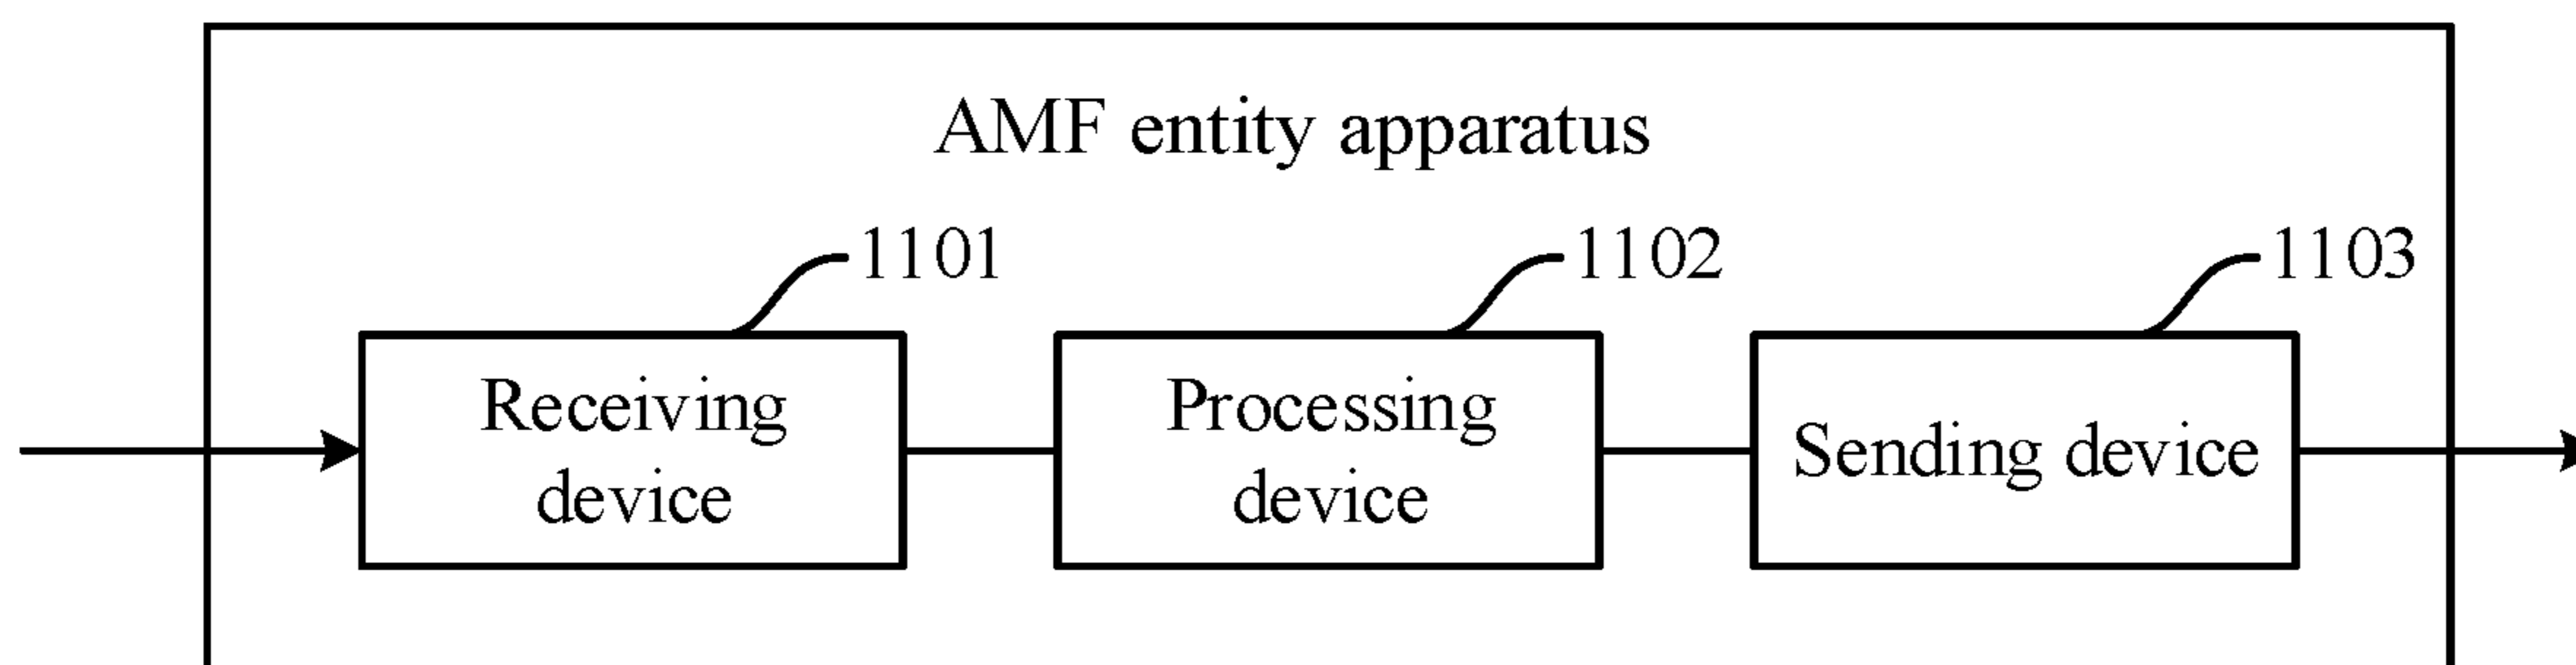 AMF entity apparatus
1101
1102
1103
Receiving
device
Processing
device
Sending device